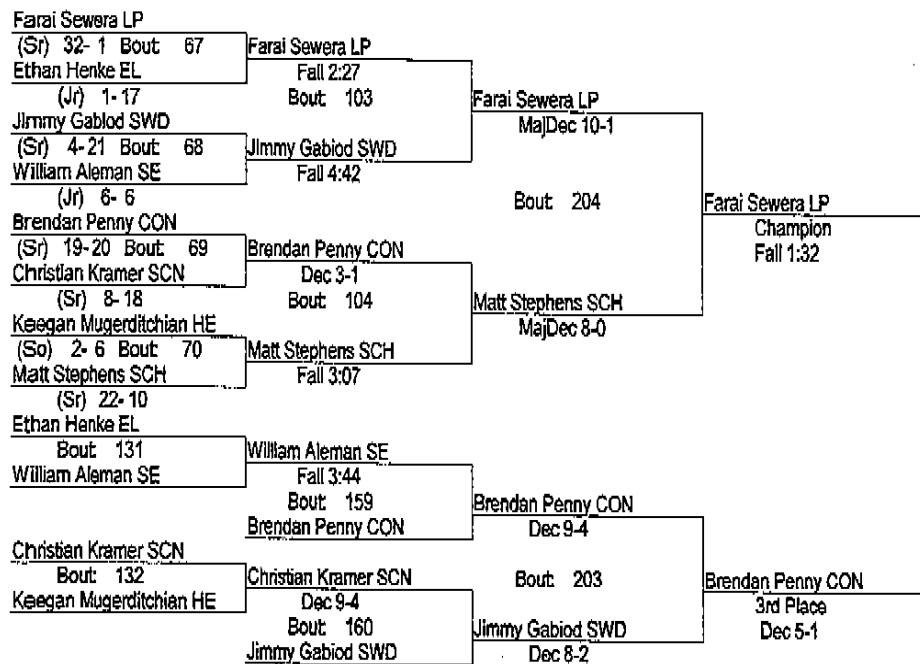 Farai Sewera LP
(Sr) 32- 1 Bout 67
Ethan Henke EL
(Jr) 1-17
Jimmy Gabiod SWD
(Sr) 4-21 Bout 68
William Aleman SE
(Jr) 6- 6
Brendan Penny CON
(Sr) 19-20 Bout 69
Christian Kramer SCN
(Sr) 8-18
Keegan Mugerditchian HE
(So) 2- 6 Bout 70
Matt Stephens SCH
(Sr) 22-10
Farai Sewera LP
Fall 2:27
Bout: 103
Jimmy Gabiod SWD
Fall 4:42
Brendan Penny CON
Dec 3-1
Bout: 104
Matt Stephens SCH
Fall 3:07
Farai Sewera LP
MajDec 10-1
Bout: 204
Matt Stephens SCH
MajDec 8-0
Farai Sewera LP
Champion
Fall 1:32
Ethan Henke EL
Bout: 131
William Aleman SE
Christian Kramer SCN
Bout: 132
Keegan Mugerditchian HE
William Aleman SE
Fall 3:44
Bout: 159
Brendan Penny CON
Christian Kramer SCN
Dec 9-4
Bout: 160
Jimmy Gabiod SWD
Brendan Penny CON
Dec 9-4
Bout: 203
Jimmy Gabiod SWD
Dec 8-2
Brendan Penny CON
3rd Place
Dec 5-1